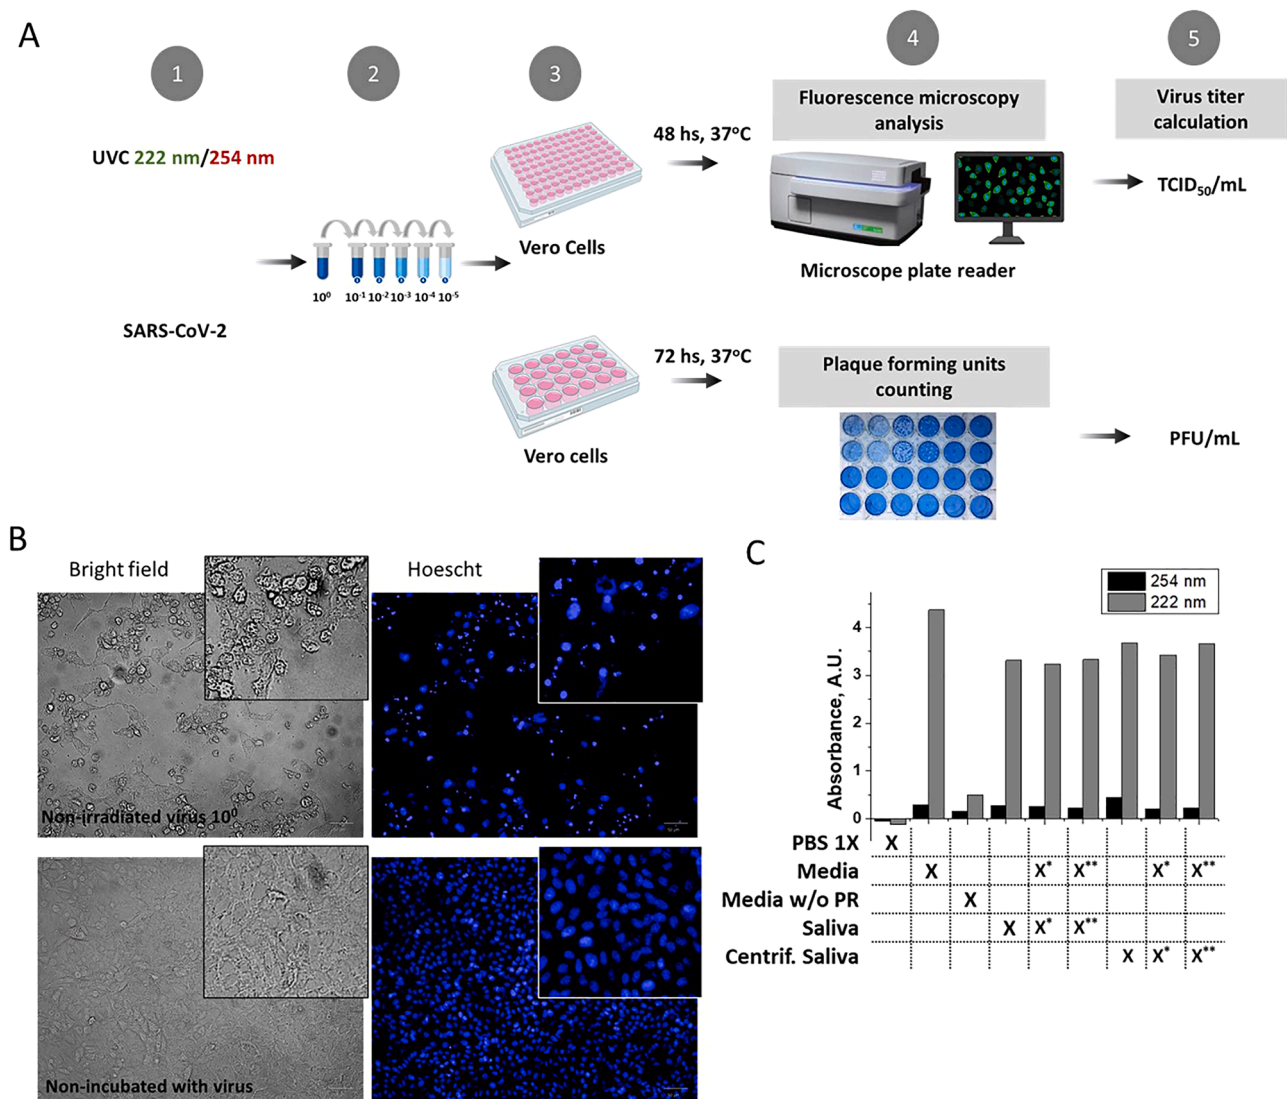 A
1 2 3 4 5
UVC 222 nm/254 nm
SARS-CoV-2
10⁰ 10⁻¹ 10⁻² 10⁻³ 10⁻⁴ 10⁻⁵
Vero Cells
48 hs, 37°C
Fluorescence microscopy
analysis
Microscope plate reader
Virus titer
calculation
TCID₅₀/mL
Vero cells
72 hs, 37°C
Plaque forming units
counting
PFU/mL
B
Bright field
Hoescht
Non-irradiated virus 10⁰
Non-incubated with virus
C
254 nm
222 nm
Absorbance, A.U.
4
3
2
1
0
PBS 1X X
Media X X* X** X* X**
Media w/o PR X
Saliva X X* X**
Centrif. Saliva X X* X**